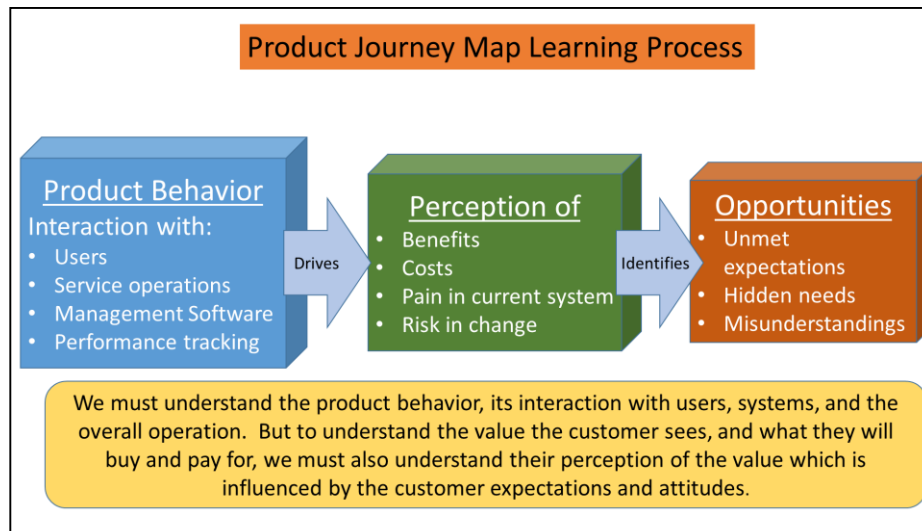 Product Journey Map Learning Process
Product Behavior
Interaction with:
• Users
• Service operations
• Management Software
• Performance tracking
Drives
Perception of
• Benefits
• Costs
• Pain in current system
• Risk in change
Identifies
Opportunities
• Unmet
expectations
• Hidden needs
• Misunderstandings
We must understand the product behavior, its interaction with users, systems, and the
overall operation.  But to understand the value the customer sees, and what they will
buy and pay for, we must also understand their perception of the value which is
influenced by the customer expectations and attitudes.